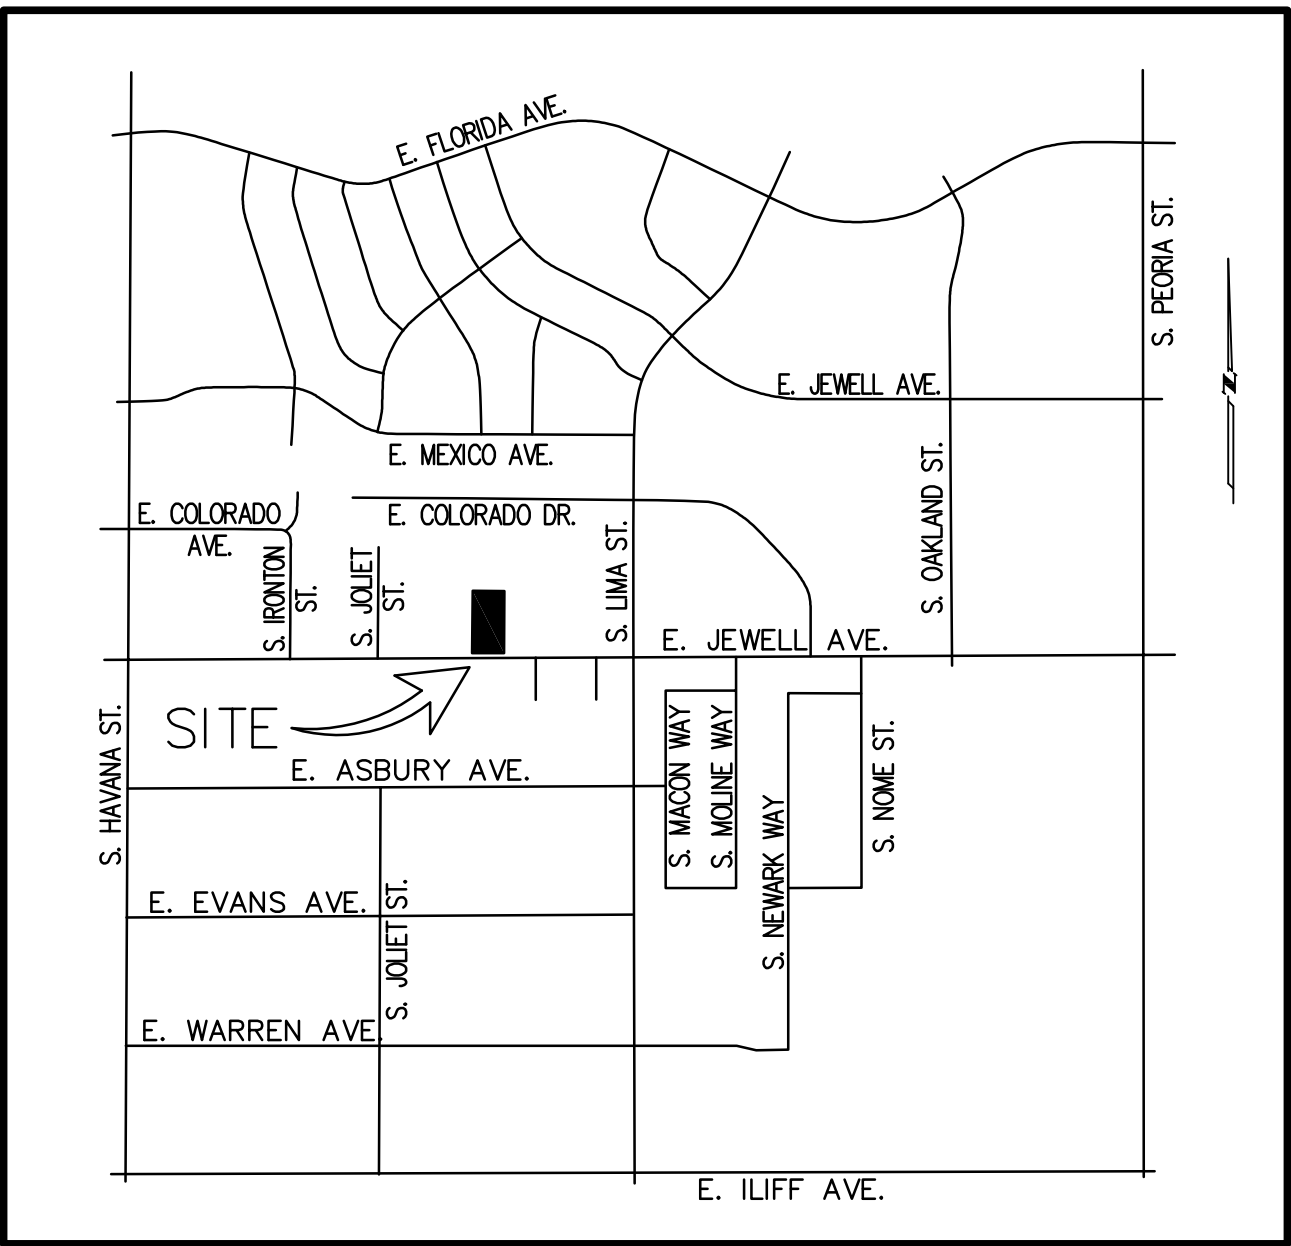 E. FLORIDA AVE.
S. PEORIA ST.
N
E. JEWELL AVE.
E. MEXICO AVE.
S. OAKLAND ST.
E. COLORADO
AVE.
E. COLORADO DR.
S. IRONTON
ST.
S. JOLIET
ST.
S. LIMA ST.
E. JEWELL AVE.
SITE
S. HAVANA ST.
E. ASBURY AVE.
S. MACON WAY
S. MOLINE WAY
S. NEWARK WAY
S. NOME ST.
E. EVANS AVE.
S. JOLIET ST.
E. WARREN AVE.
E. ILIFF AVE.